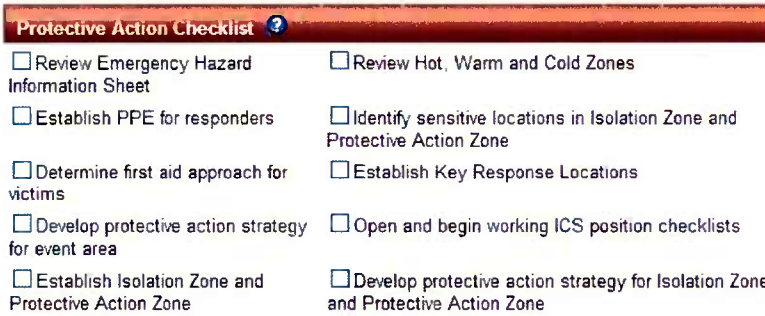 Protective Action Checklist ?
Review Emergency Hazard
Information Sheet
Review Hot, Warm and Cold Zones
Establish PPE for responders
Identify sensitive locations in Isolation Zone and
Protective Action Zone
Determine first aid approach for
victims
Establish Key Response Locations
Develop protective action strategy
for event area
Open and begin working ICS position checklists
Establish Isolation Zone and
Protective Action Zone
Develop protective action strategy for Isolation Zone
and Protective Action Zone